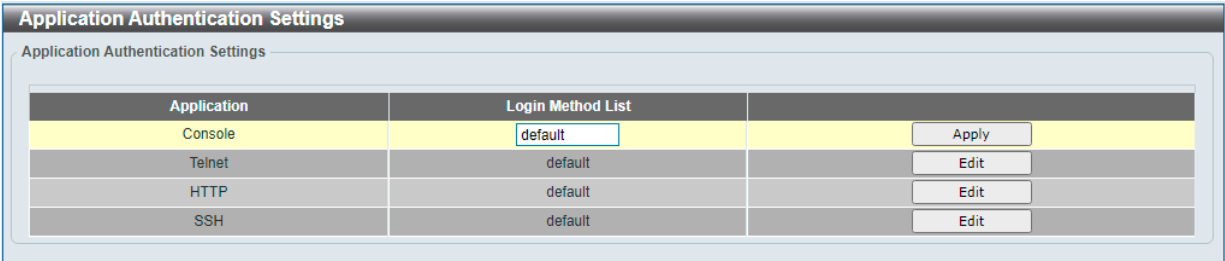 Application Authentication Settings
Application Authentication Settings
Application Login Method List
Console default Apply
Telnet default Edit
HTTP default Edit
SSH default Edit